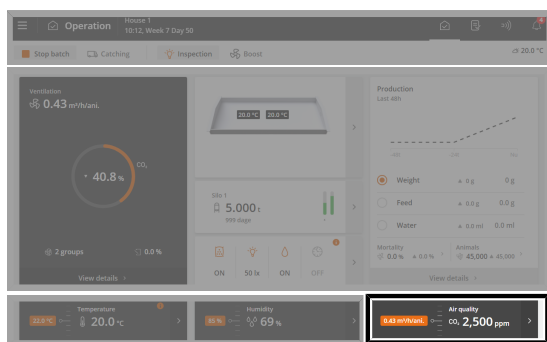 Operation
House 1
10:12, Week 7 Day 50
Stop batch
Catching
Inspection
Boost
20.0 °C
Ventilation
0.43 m³/h/ani.
CO₂
40.8 %
2 groups
0.0 %
View details
20.0 °C
20.0 °C
Silo 1
5.000 t
999 dage
ON
50 lx
ON
OFF
Production
Last 48h
Weight
0 g
0 g
Feed
0.0 g
0.0 g
Water
0.0 ml
0.0 ml
Mortality
0.0 %
0.0 %
Animals
45,000
45,000
View details
Temperature
20.0 °C
Humidity
69 %
0.43 m³/h/ani.
Air quality
CO₂ 2,500 ppm